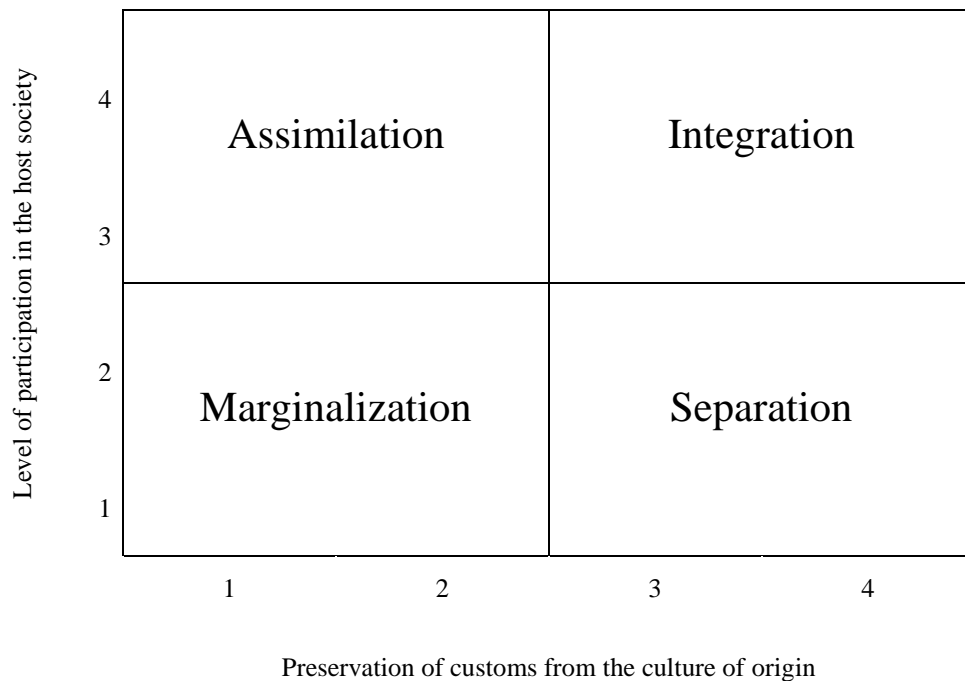 Level of participation in the host society
4
Assimilation Integration
3
2
Marginalization Separation
1
1 2 3 4
Preservation of customs from the culture of origin